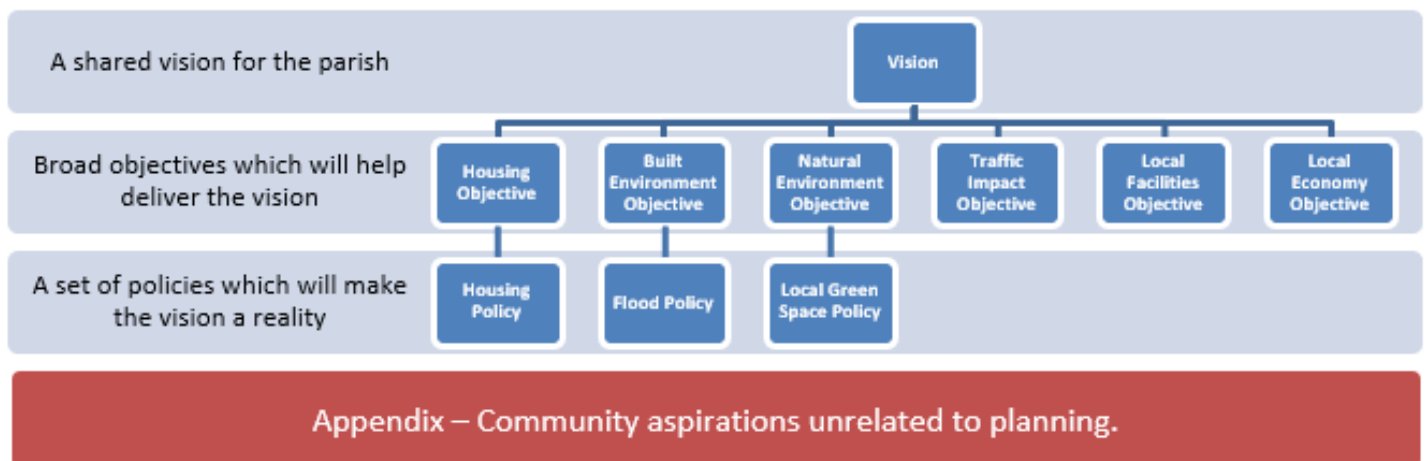 A shared vision for the parish
Vision
Broad objectives which will help
deliver the vision
Housing
Objective
Built
Environment
Objective
Natural
Environment
Objective
Traffic
Impact
Objective
Local
Facilities
Objective
Local
Economy
Objective
A set of policies which will make
the vision a reality
Housing
Policy
Flood Policy
Local Green
Space Policy
Appendix – Community aspirations unrelated to planning.